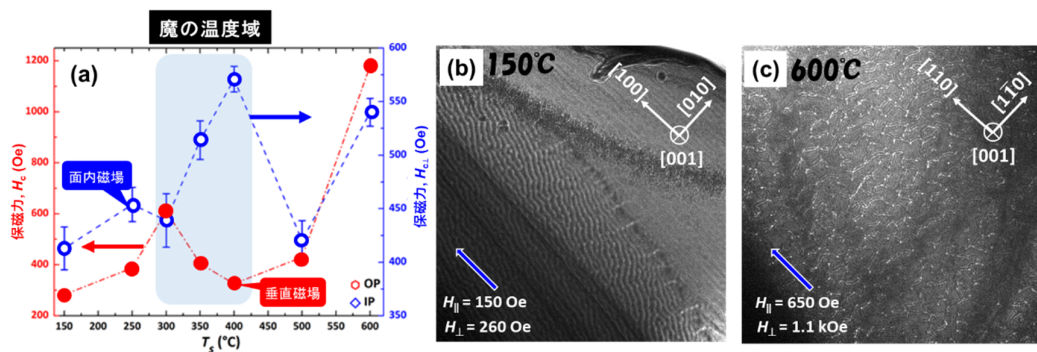 魔の温度域
(a)
1200
1000
800
600
400
200
保磁力, Hc (Oe)
600
550
500
450
400
350
保磁力, Hc⊥ (Oe)
面内磁場
垂直磁場
OP
IP
150 200 250 300 350 400 450 500 550 600
Ts (°C)
(b) 150℃
[100]
[010]
[001]
H|| = 150 Oe
H⊥ = 260 Oe
(c) 600℃
[110]
[11̄0]
[001]
H|| = 650 Oe
H⊥ = 1.1 kOe